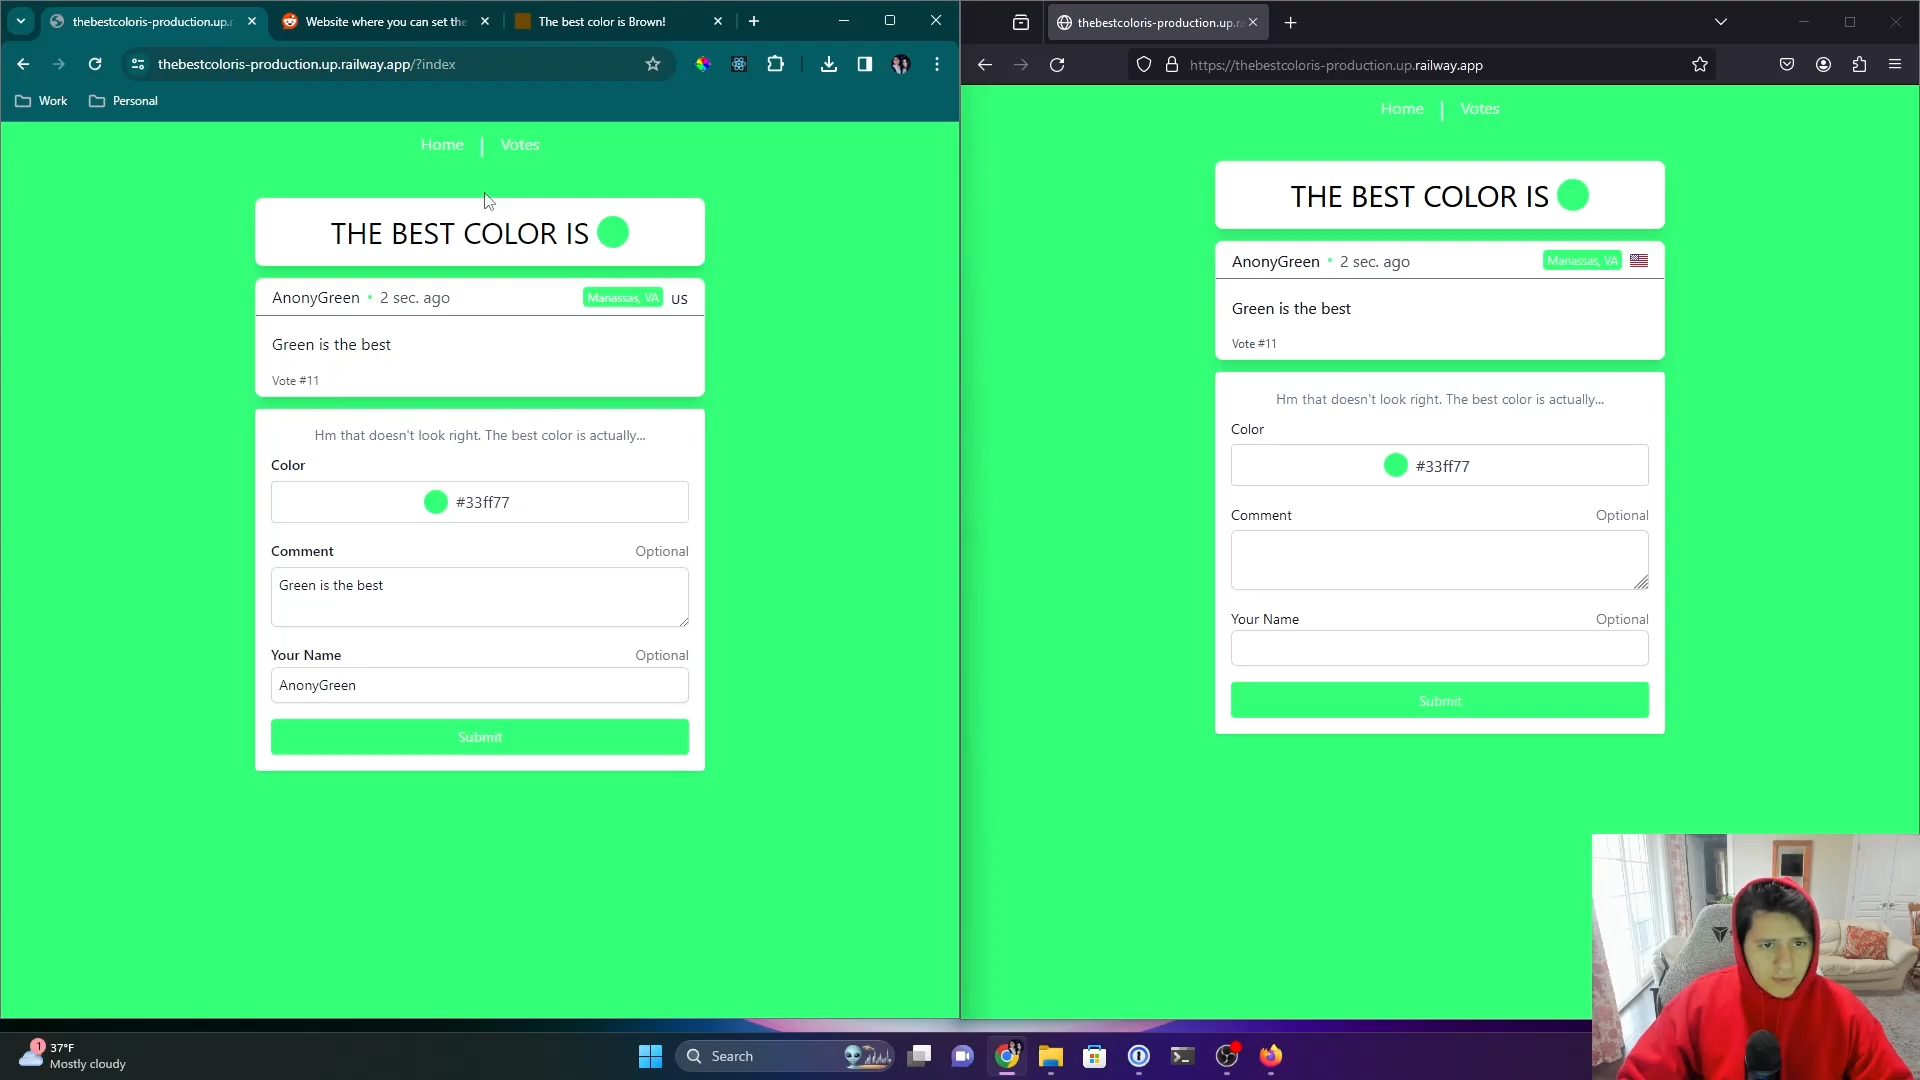 thebestcoloris-production.up.r
Website where you can set the
The best color is Brown!
thebestcoloris-production.up.railway.app/?index
Work
Personal
Home | Votes
THE BEST COLOR IS
AnonyGreen • 2 sec. ago
Manassas, VA
US
Green is the best
Vote #11
Hm that doesn't look right. The best color is actually...
Color
#33ff77
Comment
Optional
Green is the best
Your Name
Optional
AnonyGreen
Submit
thebestcoloris-production.up.ra
https://thebestcoloris-production.up.railway.app
Home | Votes
THE BEST COLOR IS
AnonyGreen • 2 sec. ago
Manassas, VA
Green is the best
Vote #11
Hm that doesn't look right. The best color is actually...
Color
#33ff77
Comment
Optional
Your Name
Optional
Submit
1
37°F
Mostly cloudy
Search